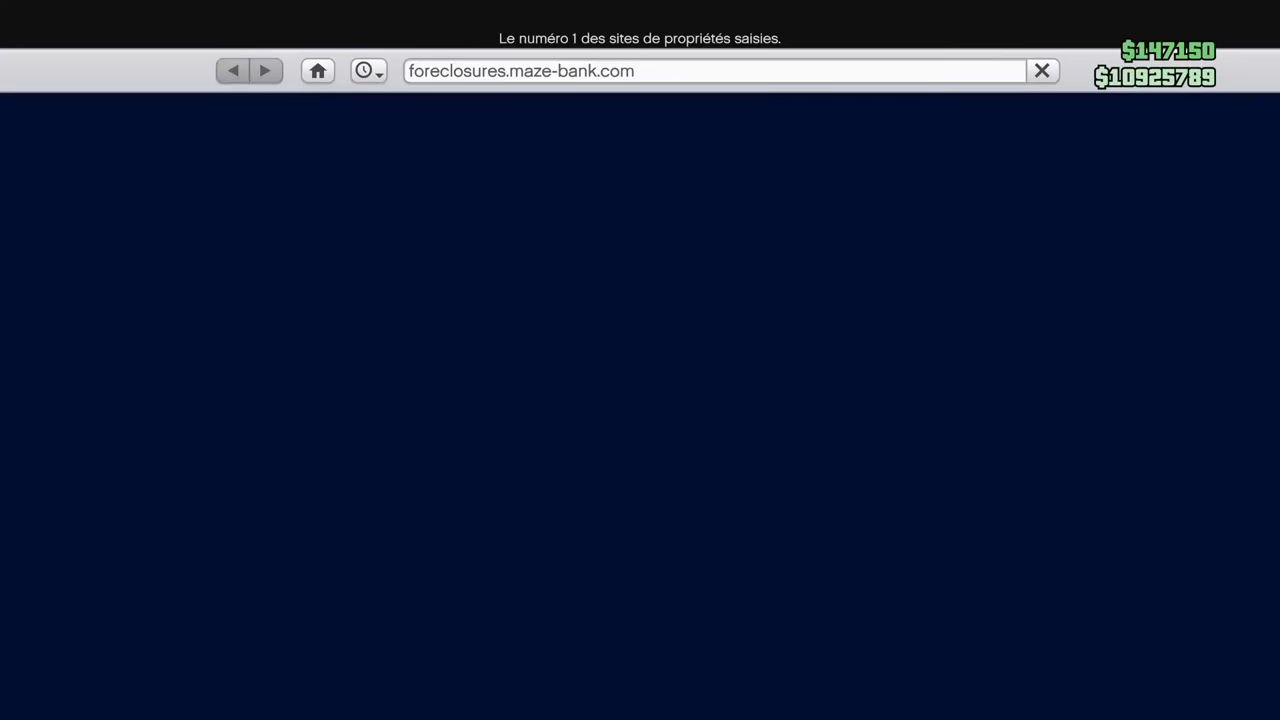 Le numéro 1 des sites de propriétés saisies.
foreclosures.maze-bank.com
$147150
$10925789